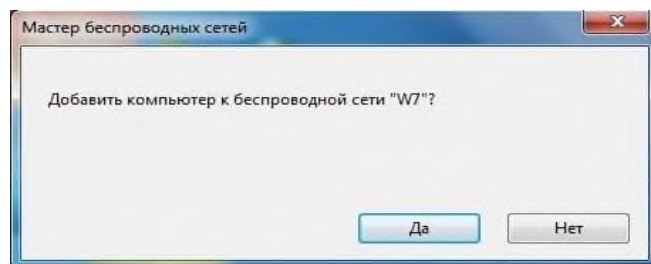 Мастер беспроводных сетей
Добавить компьютер к беспроводной сети "W7"?
Да Нет